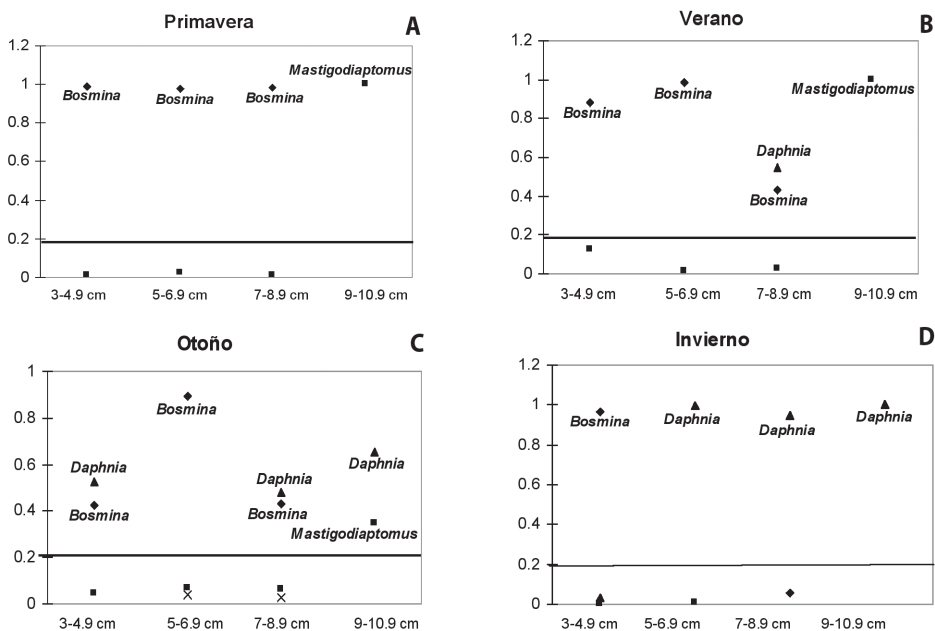 Primavera
A
1.2
1
0.8
0.6
0.4
0.2
0
Mastigodiaptomus
Bosmina
Bosmina
Bosmina
3-4.9 cm
5-6.9 cm
7-8.9 cm
9-10.9 cm
Verano
B
1.2
1
0.8
0.6
0.4
0.2
0
Bosmina
Bosmina
Mastigodiaptomus
Daphnia
Bosmina
3-4.9 cm
5-6.9 cm
7-8.9 cm
9-10.9 cm
Otoño
C
1
0.8
0.6
0.4
0.2
0
Bosmina
Daphnia
Bosmina
Daphnia
Bosmina
Daphnia
Mastigodiaptomus
3-4.9 cm
5-6.9 cm
7-8.9 cm
9-10.9 cm
Invierno
D
1.2
1
0.8
0.6
0.4
0.2
0
Bosmina
Daphnia
Daphnia
Daphnia
3-4.9 cm
5-6.9 cm
7-8.9 cm
9-10.9 cm